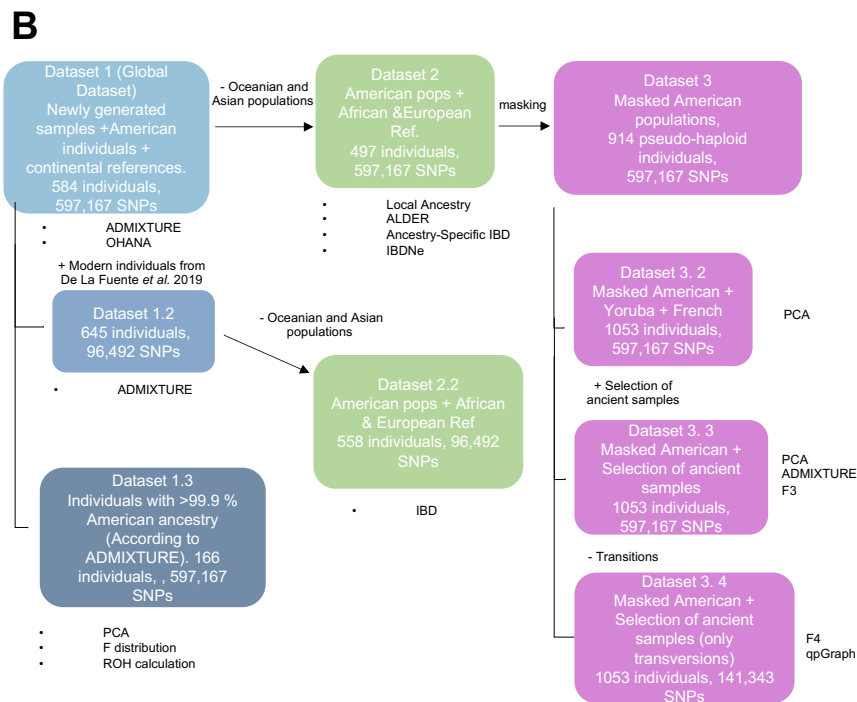 B
Dataset 1 (Global
Dataset)
Newly generated
samples +American
individuals +
continental references.
584 individuals,
597,167 SNPs
- Oceanian and
Asian populations
Dataset 2
American pops +
African &European
Ref.
497 individuals,
597,167 SNPs
masking
Dataset 3
Masked American
populations,
914 pseudo-haploid
individuals,
597,167 SNPs
• ADMIXTURE
• OHANA
• Local Ancestry
• ALDER
• Ancestry-Specific IBD
• IBDNe
+ Modern individuals from
De La Fuente et al. 2019
Dataset 1.2
645 individuals,
96,492 SNPs
- Oceanian and Asian
populations
• ADMIXTURE
Dataset 2.2
American pops + African
& European Ref
558 individuals, 96,492
SNPs
• IBD
Dataset 1.3
Individuals with >99.9 %
American ancestry
(According to
ADMIXTURE). 166
individuals, , 597,167
SNPs
• PCA
• F distribution
• ROH calculation
Dataset 3. 2
Masked American +
Yoruba + French
1053 individuals,
597,167 SNPs
PCA
+ Selection of
ancient samples
Dataset 3. 3
Masked American +
Selection of ancient
samples
1053 individuals,
597,167 SNPs
PCA
ADMIXTURE
F3
- Transitions
Dataset 3. 4
Masked American +
Selection of ancient
samples (only
transversions)
1053 individuals, 141,343
SNPs
F4
qpGraph